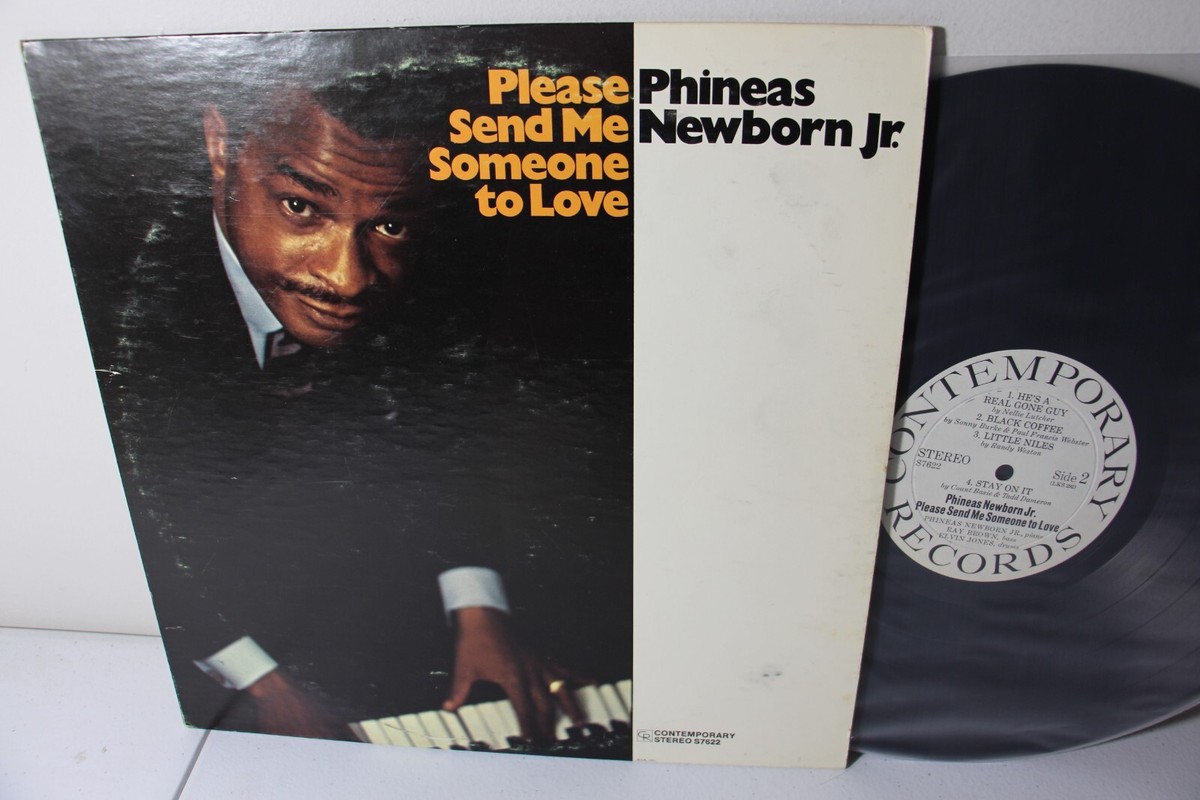 Please
Send Me
Someone
to Love
Phineas
Newborn Jr.
CR CONTEMPORARY
STEREO S7622
CONTEMPORARY
1. HE'S A
REAL GONE GUY
by Nellie Lutcher
2. BLACK COFFEE
by Sonny Burke & Paul Francis Webster
3. LITTLE NILES
by Randy Weston
STEREO
S7622
Side 2
4. STAY ON IT
by Count Basie & Tadd Dameron
Phineas Newborn Jr.
Please Send Me Someone to Love
PHINEAS NEWBORN JR., piano
RAY BROWN, bass
ELVIN JONES, drums
RECORDS